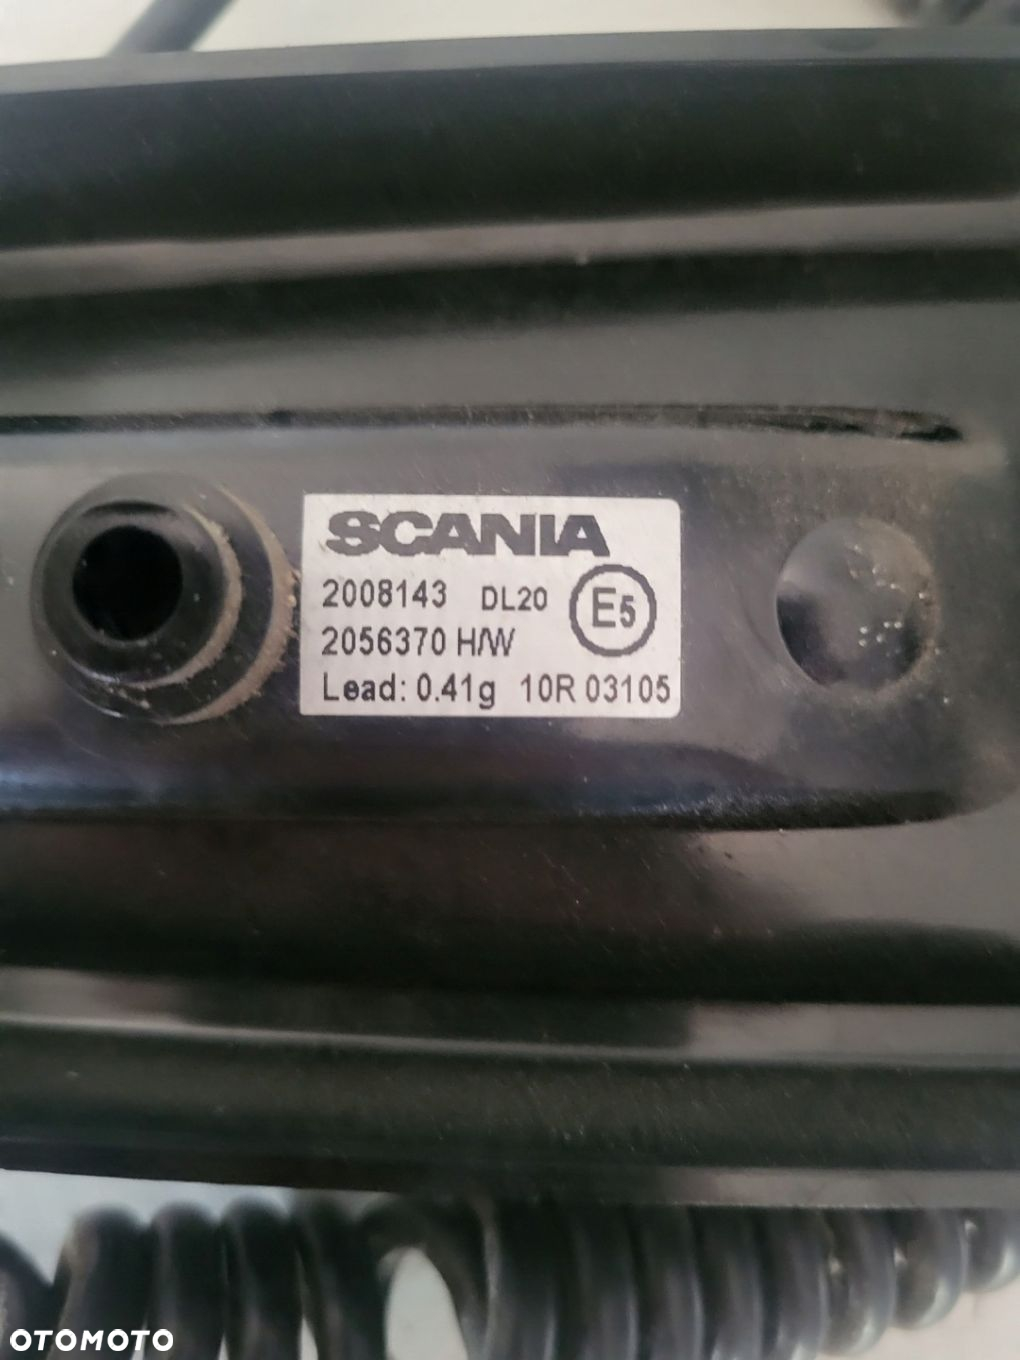 SCANIA
2008143 DL20 E5
2056370 H/W
Lead: 0.41g 10R 03105
OTOMOTO